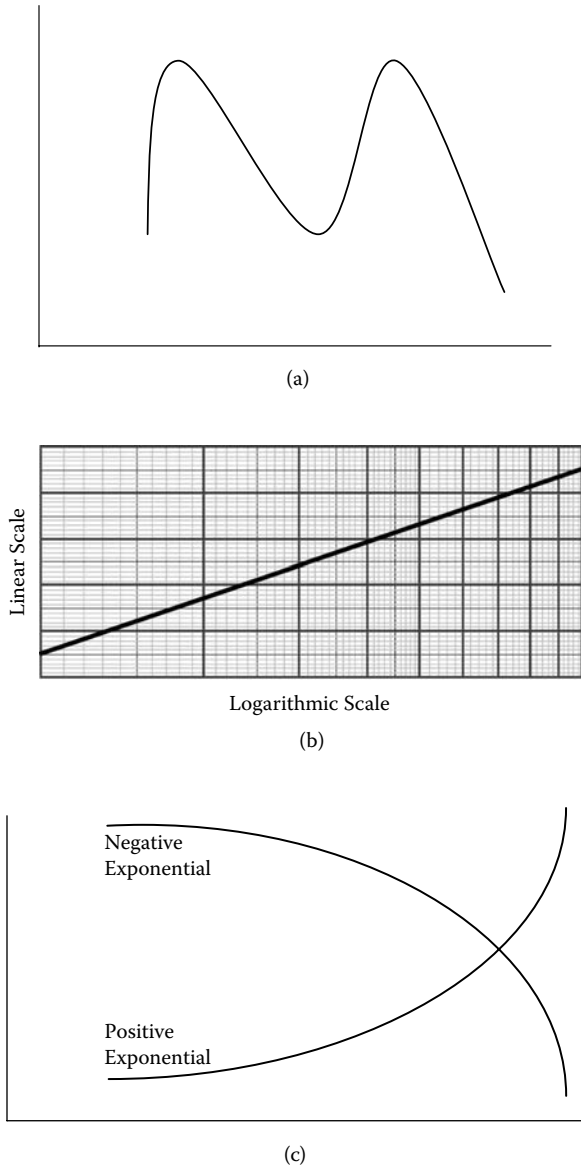 (a)
Linear Scale
Logarithmic Scale
(b)
Negative
Exponential
Positive
Exponential
(c)